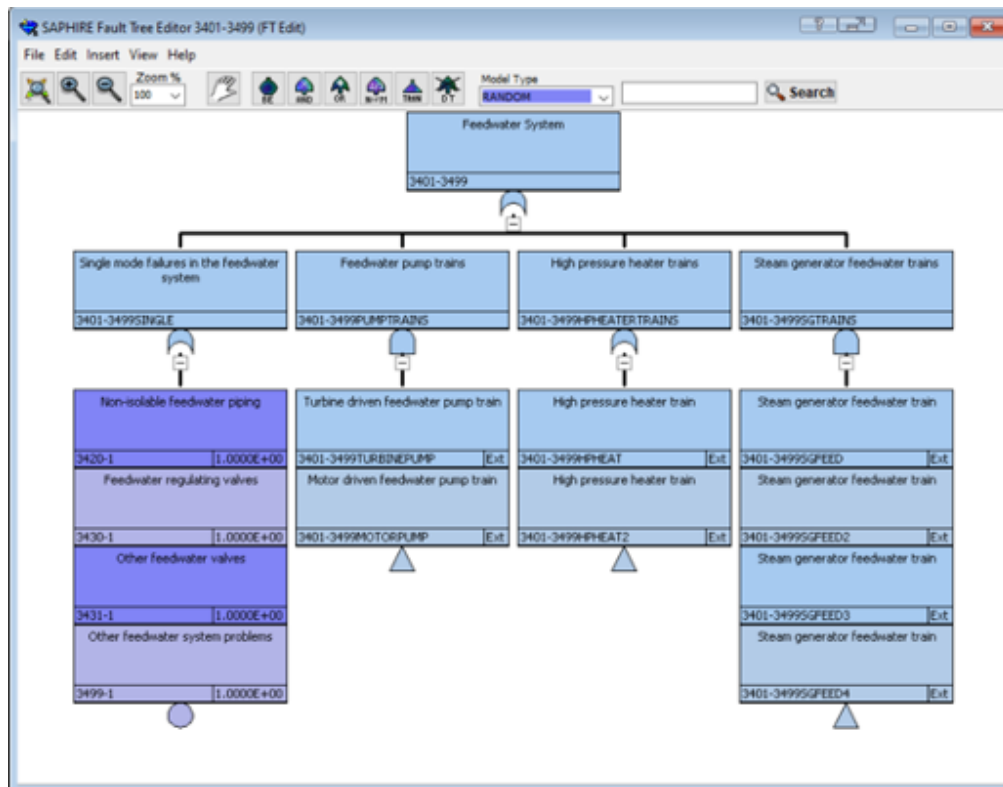 SAPHIRE Fault Tree Editor 3401-3499 (FT Edit)
File Edit Insert View Help
Zoom %
100
BE AND OR N/M TRAN DT
Model Type
RANDOM
Search
Feedwater System
3401-3499
Single mode failures in the feedwater
system
3401-3499SINGLE
Feedwater pump trains
3401-3499PUMPTRAINS
High pressure heater trains
3401-3499HPHEATERTRAINS
Steam generator feedwater trains
3401-3499SGTRAINS
Non-isolable feedwater piping
3420-1 1.0000E+00
Feedwater regulating valves
3430-1 1.0000E+00
Other feedwater valves
3431-1 1.0000E+00
Other feedwater system problems
3499-1 1.0000E+00
Turbine driven feedwater pump train
3401-3499TURBINEPUMP Ext
Motor driven feedwater pump train
3401-3499MOTORPUMP Ext
High pressure heater train
3401-3499HPHEAT Ext
High pressure heater train
3401-3499HPHEAT2 Ext
Steam generator feedwater train
3401-3499SGFEED Ext
Steam generator feedwater train
3401-3499SGFEED2 Ext
Steam generator feedwater train
3401-3499SGFEED3 Ext
Steam generator feedwater train
3401-3499SGFEED4 Ext